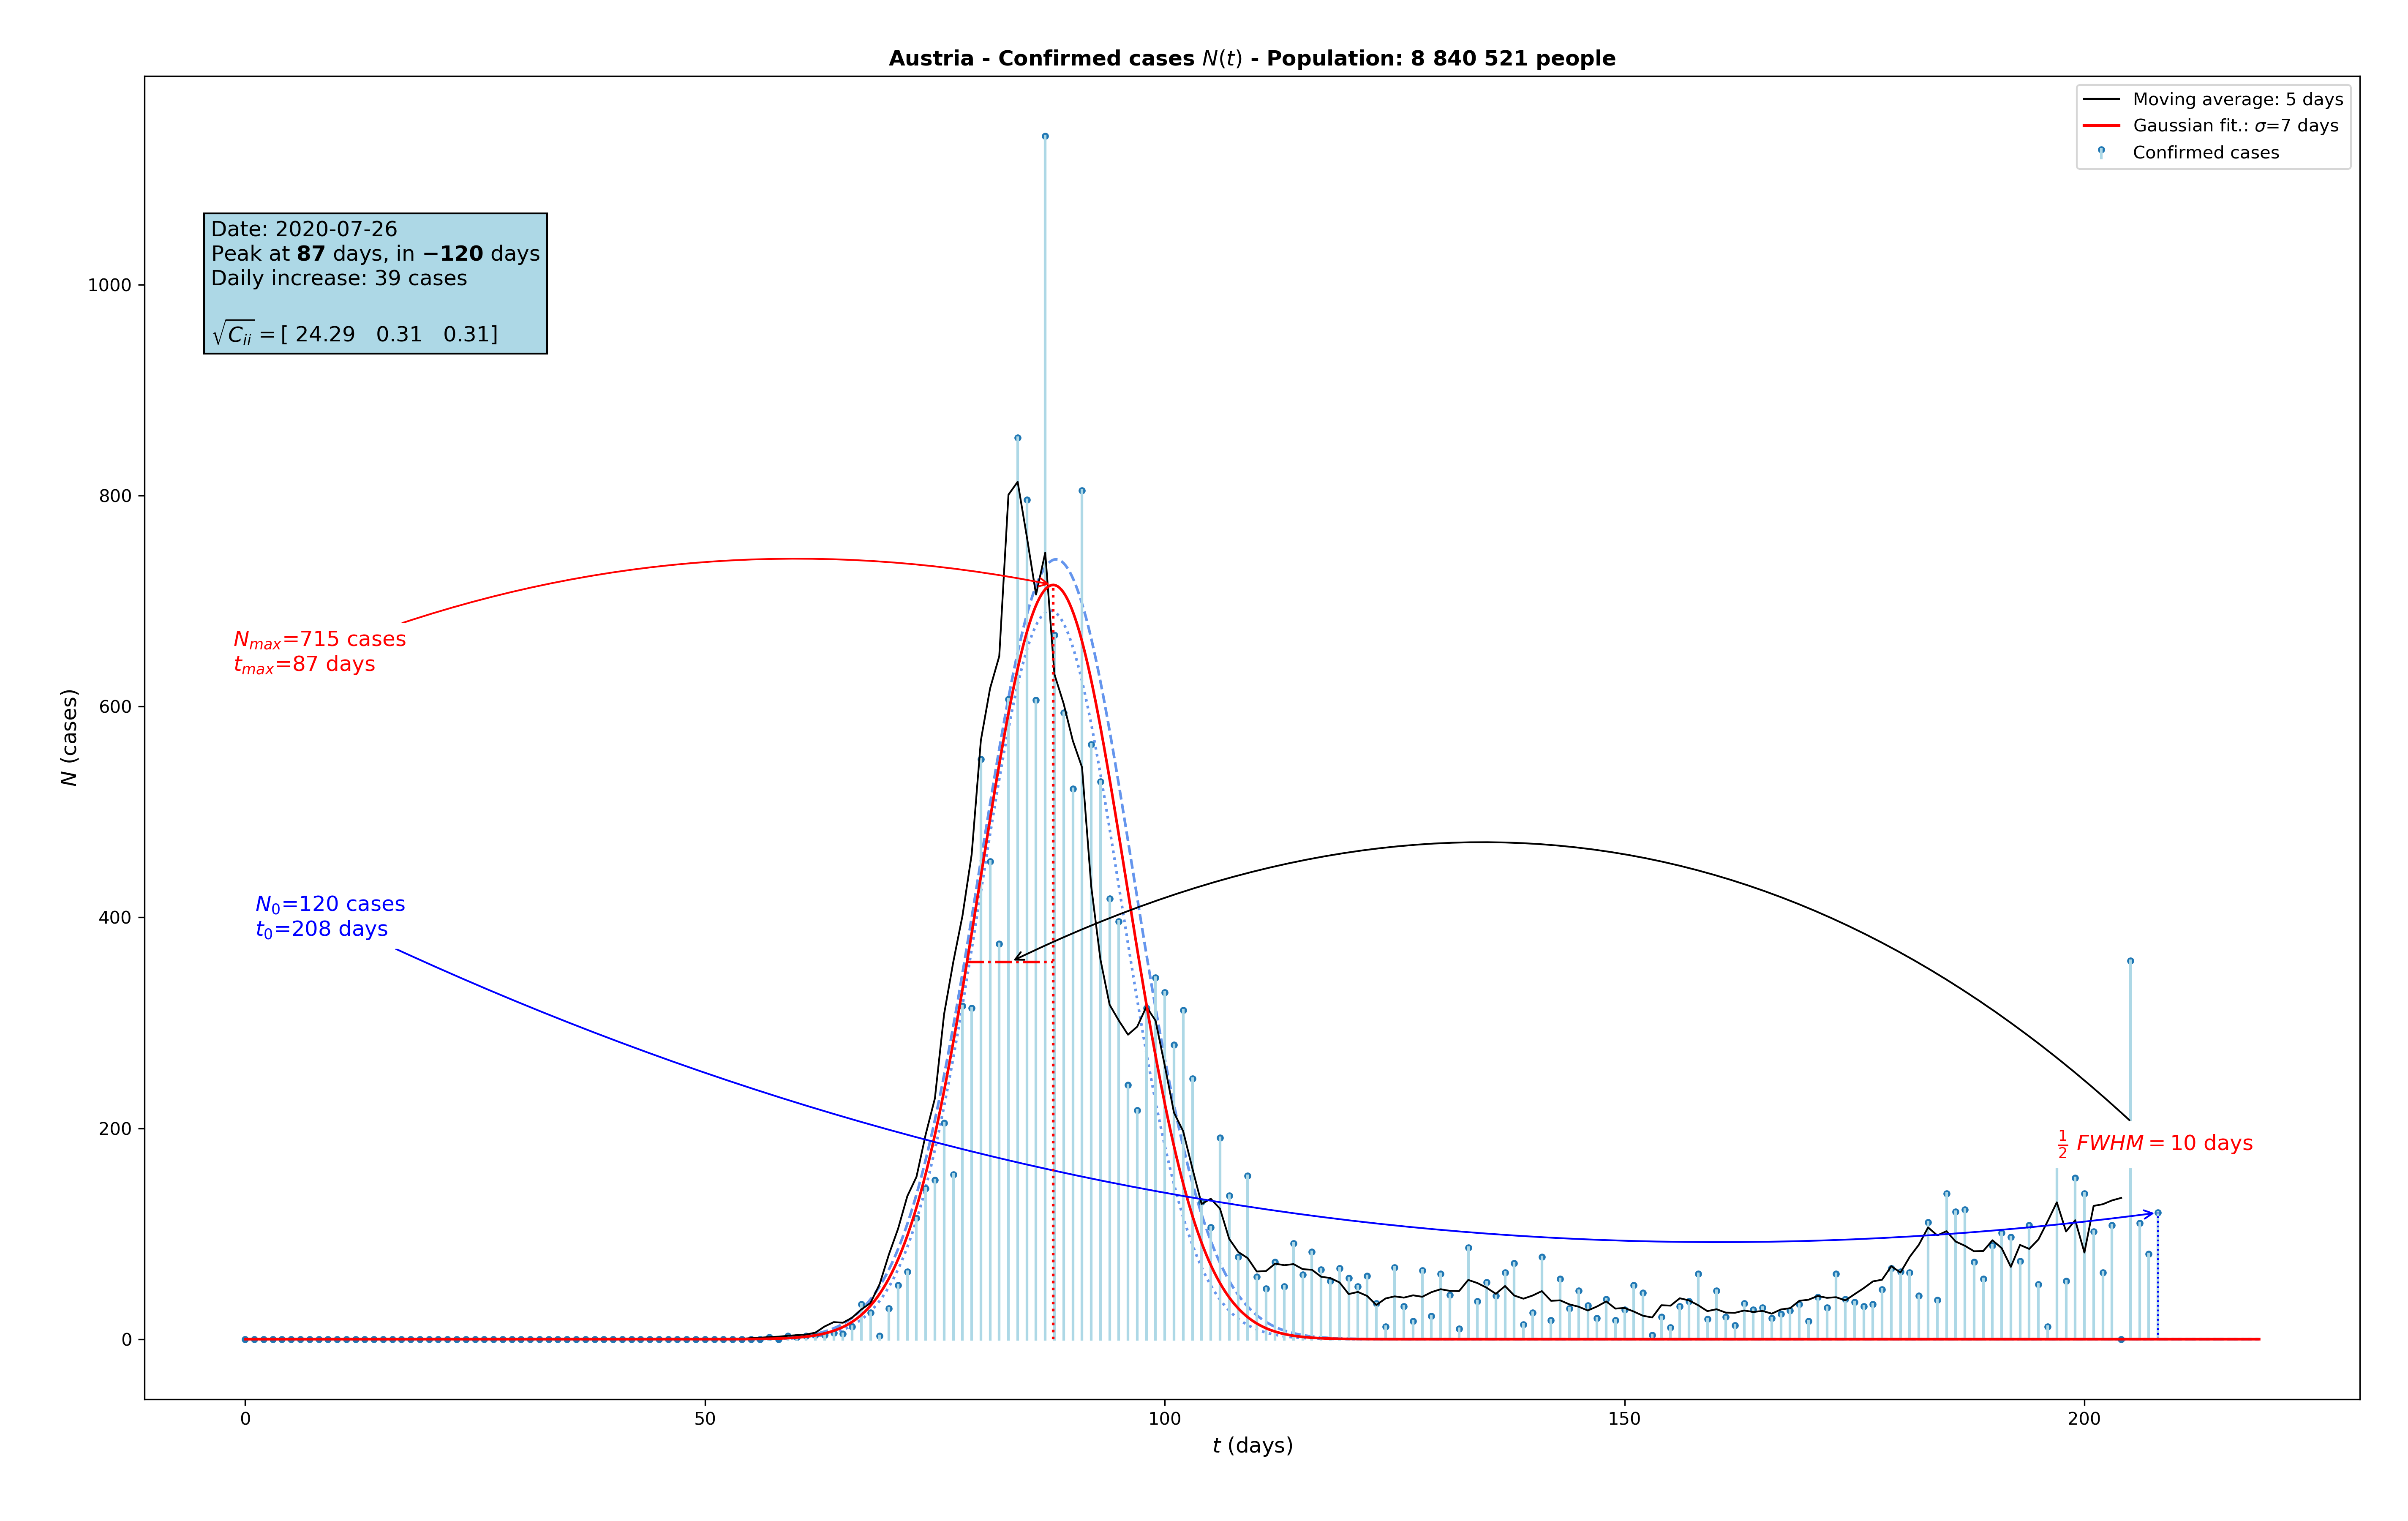 Austria - Confirmed cases N(t) - Population: 8 840 521 people
Moving average: 5 days
Gaussian fit.: σ=7 days
Confirmed cases
Date: 2020-07-26
Peak at 87 days, in −120 days
Daily increase: 39 cases
√C_ii = [ 24.29 0.31 0.31]
N_max=715 cases
t_max=87 days
N_0=120 cases
t_0=208 days
½ FWHM = 10 days
N (cases)
1000
800
600
400
200
0
0 50 100 150 200
t (days)